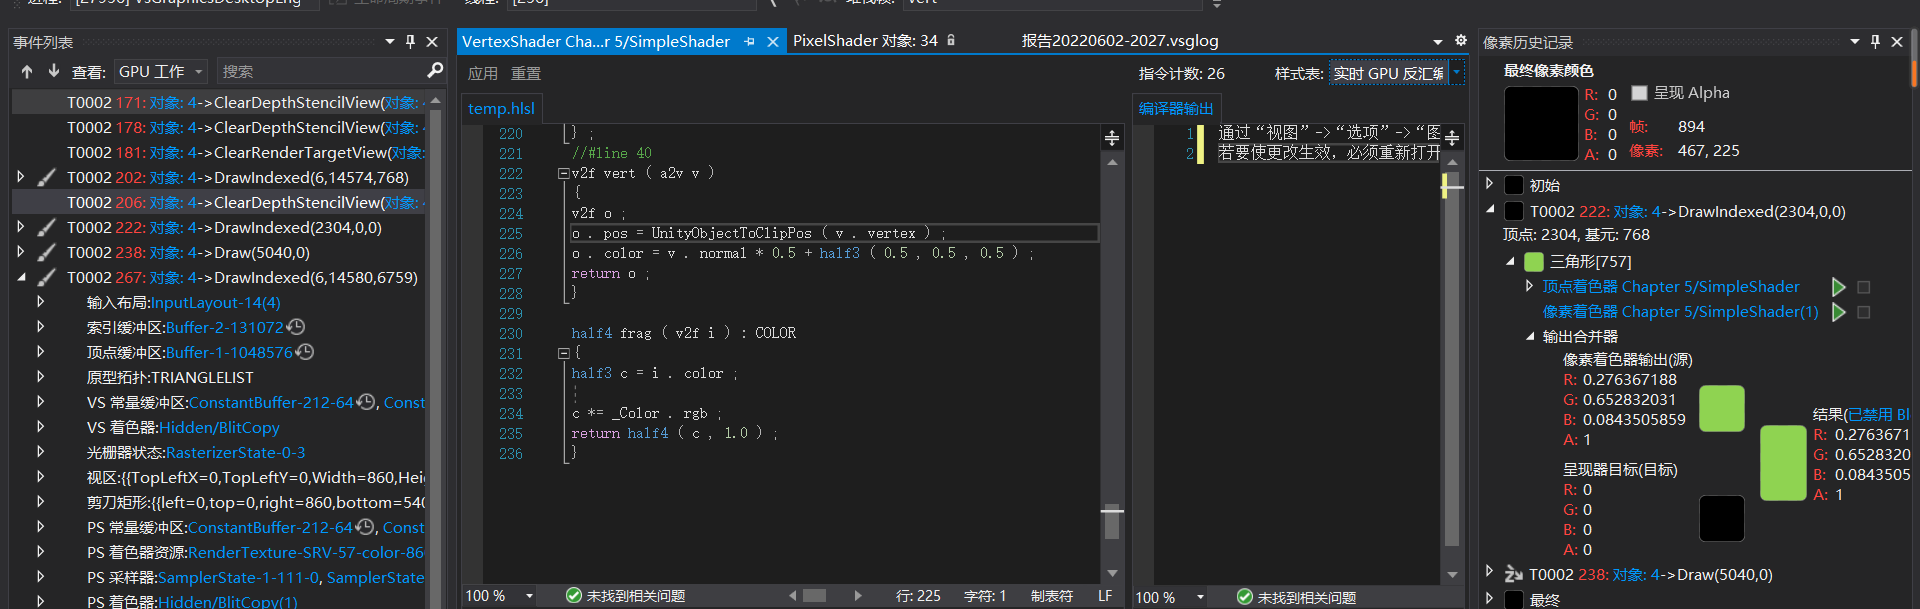 事件列表
查看: GPU 工作 搜索
T0002 171: 对象: 4->ClearDepthStencilView(对象: 4
T0002 178: 对象: 4->ClearDepthStencilView(对象: 4
T0002 181: 对象: 4->ClearRenderTargetView(对象:
T0002 202: 对象: 4->DrawIndexed(6,14574,768)
T0002 206: 对象: 4->ClearDepthStencilView(对象: 4
T0002 222: 对象: 4->DrawIndexed(2304,0,0)
T0002 238: 对象: 4->Draw(5040,0)
T0002 267: 对象: 4->DrawIndexed(6,14580,6759)
输入布局:InputLayout-14(4)
索引缓冲区:Buffer-2-131072
顶点缓冲区:Buffer-1-1048576
原型拓扑:TRIANGLELIST
VS 常量缓冲区:ConstantBuffer-212-64, Const
VS 着色器:Hidden/BlitCopy
光栅器状态:RasterizerState-0-3
视区:{{TopLeftX=0,TopLeftY=0,Width=860,Hei
剪刀矩形:{{left=0,top=0,right=860,bottom=540
PS 常量缓冲区:ConstantBuffer-212-64, Const
PS 着色器资源:RenderTexture-SRV-57-color-86
PS 采样器:SamplerState-1-111-0, SamplerState
PS 着色器:Hidden/BlitCopy(1)
VertexShader Cha...r 5/SimpleShader
PixelShader 对象: 34
报告20220602-2027.vsglog
应用 重置
指令计数: 26
样式表: 实时 GPU 反汇编
temp.hlsl
220 } ;
221 //#line 40
222 v2f vert ( a2v v )
223 {
224 v2f o ;
225 o . pos = UnityObjectToClipPos ( v . vertex ) ;
226 o . color = v . normal * 0.5 + half3 ( 0.5 , 0.5 , 0.5 ) ;
227 return o ;
228 }
229
230 half4 frag ( v2f i ) : COLOR
231 {
232 half3 c = i . color ;
233
234 c *= _Color . rgb ;
235 return half4 ( c , 1.0 ) ;
236 }
100 % 未找到相关问题 行: 225 字符: 1 制表符 LF
编译器输出
1 通过“视图”->“选项”->“图
2 若要使更改生效，必须重新打开
100 % 未找到相关问题
像素历史记录
最终像素颜色
R: 0
G: 0
B: 0
A: 0
呈现 Alpha
帧: 894
像素: 467, 225
初始
T0002 222: 对象: 4->DrawIndexed(2304,0,0)
顶点: 2304, 基元: 768
三角形[757]
顶点着色器 Chapter 5/SimpleShader
像素着色器 Chapter 5/SimpleShader(1)
输出合并器
像素着色器输出(源)
R: 0.276367188
G: 0.652832031
B: 0.0843505859
A: 1
呈现器目标(目标)
R: 0
G: 0
B: 0
A: 0
结果(已禁用 Bl
R: 0.2763671
G: 0.6528320
B: 0.0843505
A: 1
T0002 238: 对象: 4->Draw(5040,0)
最终